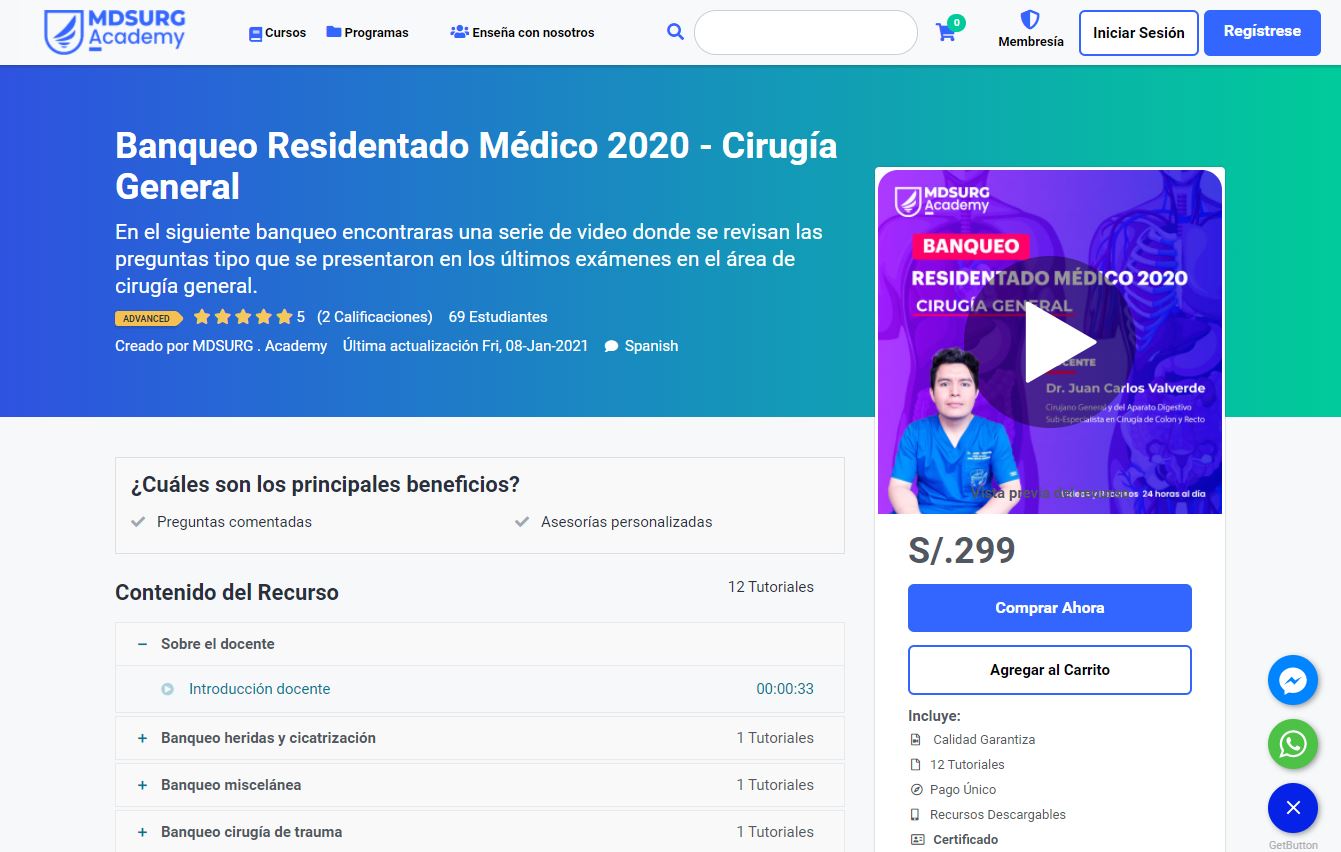 MDSURG
Academy
Cursos
Programas
Enseña con nosotros
0
Membresía
Iniciar Sesión
Regístrese
Banqueo Residentado Médico 2020 - Cirugía
General
En el siguiente banqueo encontraras una serie de video donde se revisan las
preguntas tipo que se presentaron en los últimos exámenes en el área de
cirugía general.
ADVANCED 5 (2 Calificaciones) 69 Estudiantes
Creado por MDSURG . Academy Última actualización Fri, 08-Jan-2021 Spanish
MDSURG
Academy
BANQUEO
RESIDENTADO MÉDICO 2020
CIRUGÍA GENERAL
DOCENTE
Dr. Juan Carlos Valverde
Cirujano General y del Aparato Digestivo
Sub-Especialista en Cirugía de Colon y Recto
Vista previa del
24 horas al día
¿Cuáles son los principales beneficios?
Preguntas comentadas
Asesorías personalizadas
Contenido del Recurso
12 Tutoriales
Sobre el docente
Introducción docente 00:00:33
Banqueo heridas y cicatrización 1 Tutoriales
Banqueo miscelánea 1 Tutoriales
Banqueo cirugía de trauma 1 Tutoriales
S/.299
Comprar Ahora
Agregar al Carrito
Incluye:
Calidad Garantiza
12 Tutoriales
Pago Único
Recursos Descargables
Certificado
GetButton